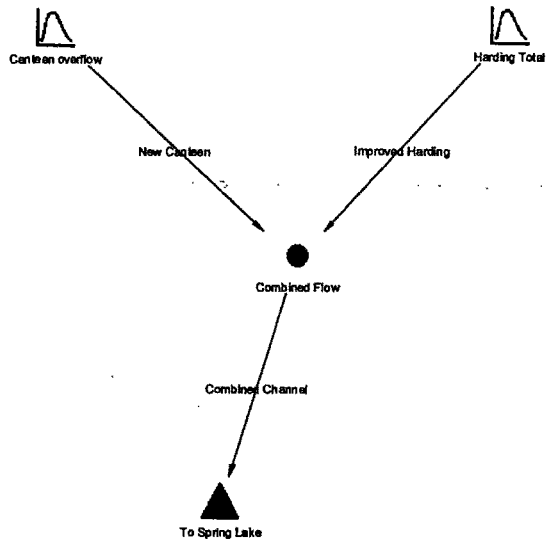 Canteen overflow
Harding Total
New Canteen
Improved Harding
Combined Flow
Combined Channel
To Spring Lake